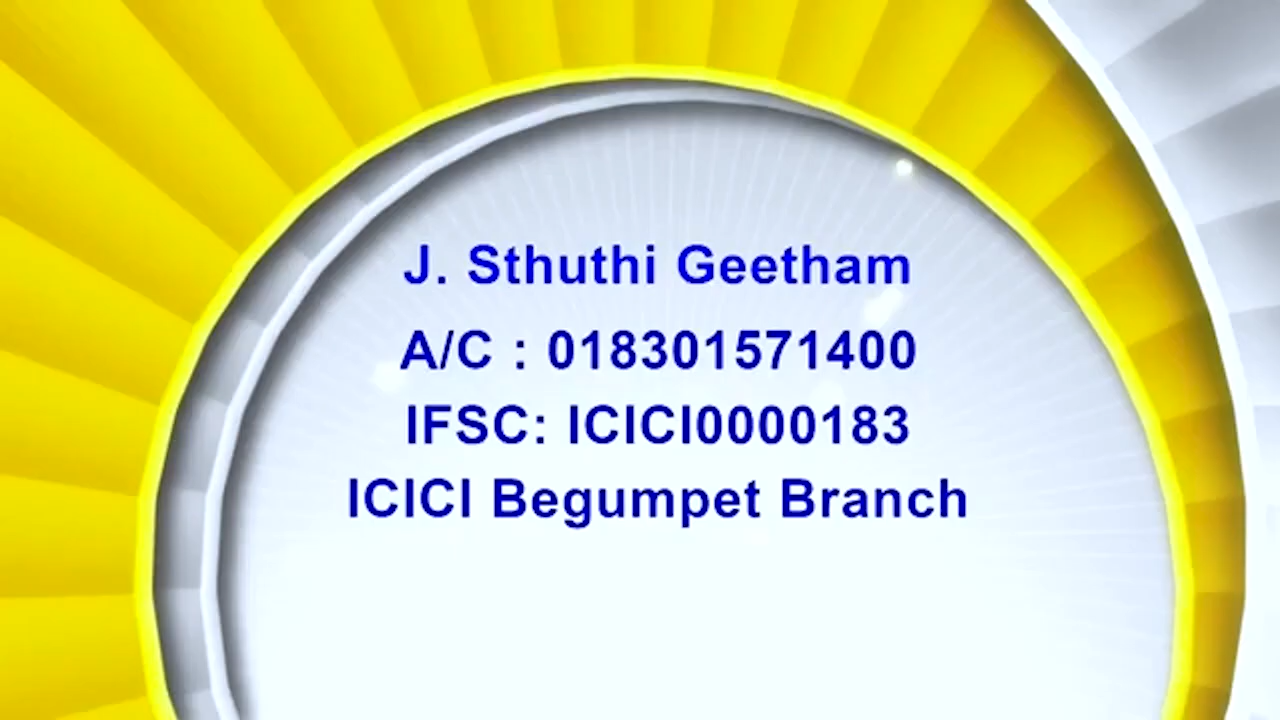 J. Sthuthi Geetham
A/C : 018301571400
IFSC: ICICI0000183
ICICI Begumpet Branch